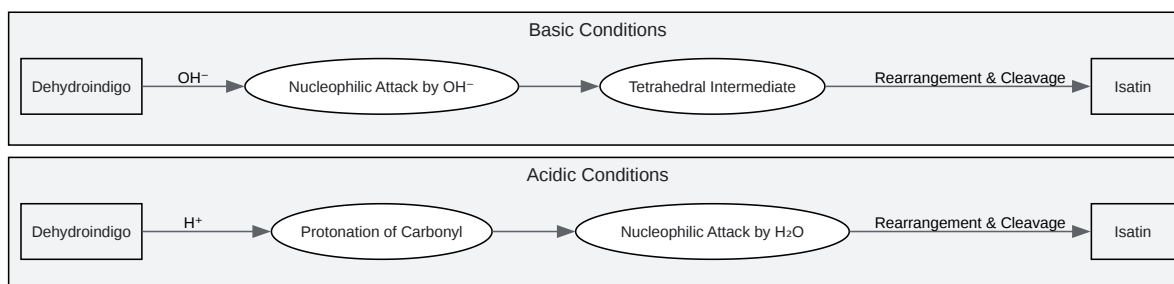 Basic Conditions
Dehydroindigo
OH⁻
Nucleophilic Attack by OH⁻
Tetrahedral Intermediate
Rearrangement & Cleavage
Isatin
Acidic Conditions
Dehydroindigo
H⁺
Protonation of Carbonyl
Nucleophilic Attack by H₂O
Rearrangement & Cleavage
Isatin